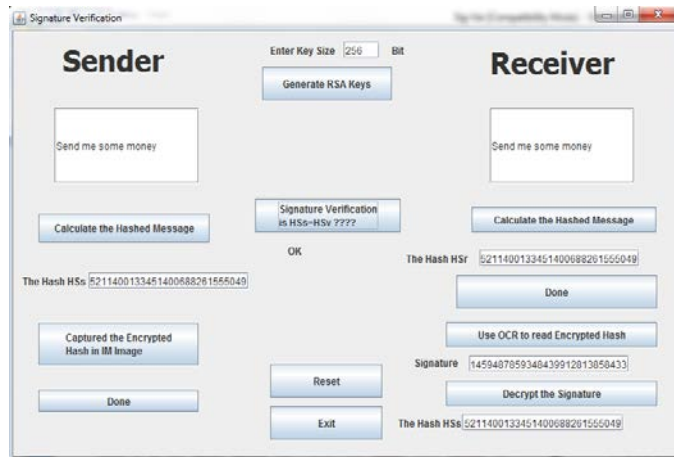 Signature Verification
Enter Key Size 256 Bit
Sender
Receiver
Generate RSA Keys
Send me some money
Send me some money
Signature Verification
is HSs=HSv ????
Calculate the Hashed Message
Calculate the Hashed Message
OK
The Hash HSr 5211400133451400688261555049
The Hash HSs 5211400133451400688261555049
Done
Captured the Encrypted
Hash in IM Image
Use OCR to read Encrypted Hash
Signature 1459487859348439912813858433
Reset
Decrypt the Signature
Done
Exit
The Hash HSs 5211400133451400688261555049